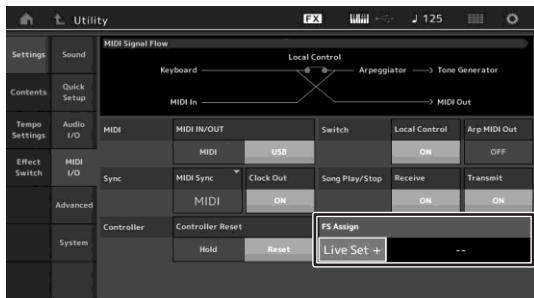 Utility FX ♩ 125
MIDI Signal Flow
Local Control
Keyboard Arpeggiator Tone Generator
MIDI In MIDI Out
Settings Sound
Contents Quick Setup
Tempo Settings Audio I/O
Effect Switch MIDI I/O
Advanced
System
MIDI MIDI IN/OUT Switch Local Control Arp MIDI Out
MIDI USB ON OFF
Sync MIDI Sync Clock Out Song Play/Stop Receive Transmit
MIDI ON ON ON
Controller Controller Reset FS Assign
Hold Reset Live Set + --